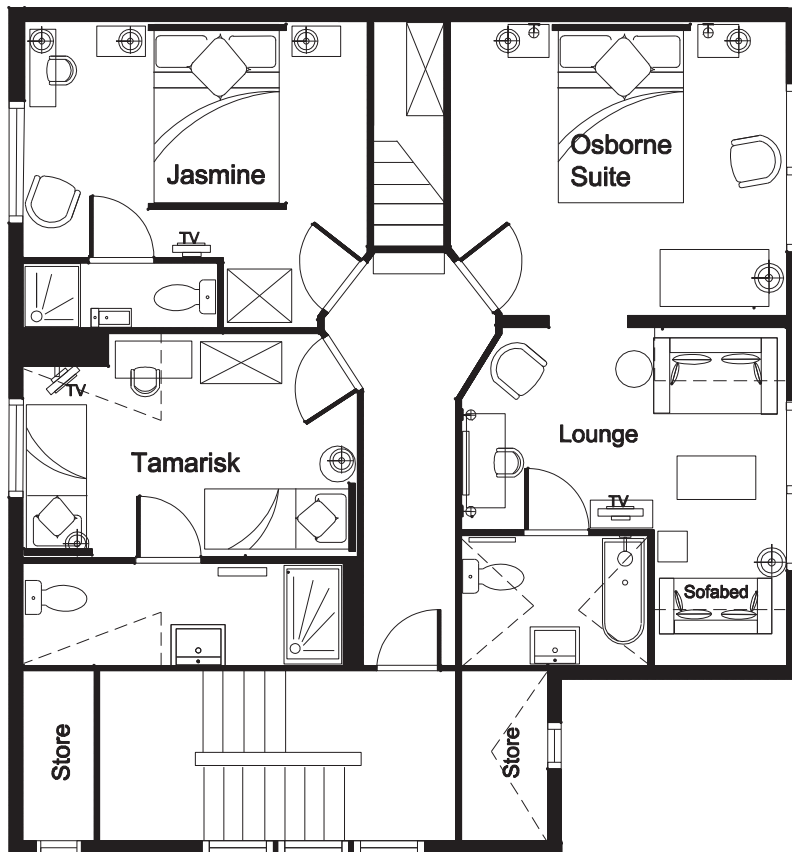 Jasmine
Osborne
Suite
TV
TV
Tamarisk
Lounge
TV
Sofabed
Store
Store